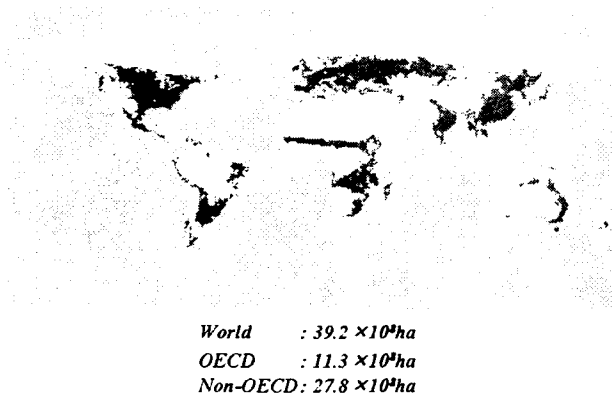 World : 39.2 ×10⁸ha
OECD : 11.3 ×10⁸ha
Non-OECD : 27.8 ×10⁸ha